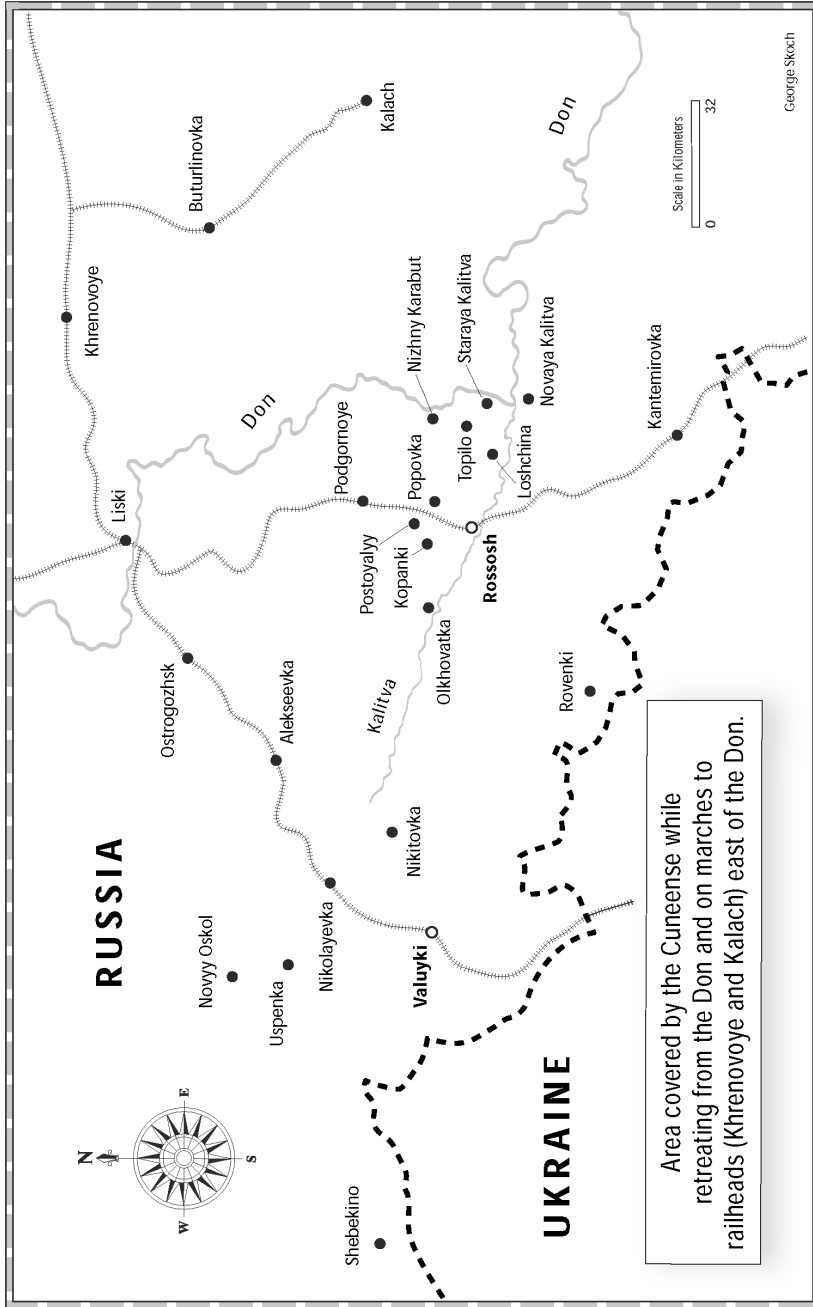 RUSSIA
UKRAINE
N
E
S
W
Khrenovoye
Buturlinovka
Kalach
Liski
Don
Don
Ostrogozhsk
Alekseevka
Podgornoye
Nizhny Karabut
Staraya Kalitva
Popovka
Topilo
Loshchina
Novaya Kalitva
Postoyalyy
Kopanki
Rossosh
Olkhovatka
Kalitva
Kantemirovka
Novyy Oskol
Uspenka
Nikolayevka
Nikitovka
Valuyki
Rovenki
Shebekino
Scale in Kilometers
0
32
George Skoch
Area covered by the Cuneense while
retreating from the Don and on marches to
railheads (Khrenovoye and Kalach) east of the Don.